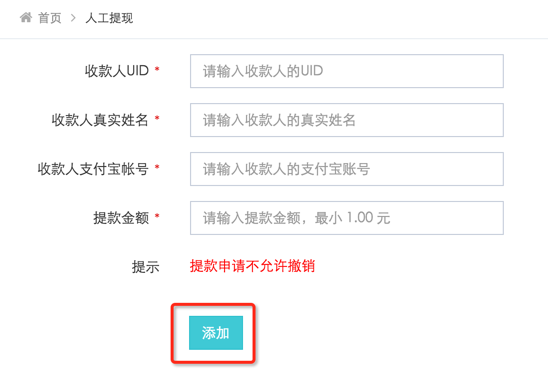 首页 > 人工提现
收款人UID * 请输入收款人的UID
收款人真实姓名 * 请输入收款人的真实姓名
收款人支付宝帐号 * 请输入收款人的支付宝账号
提款金额 * 请输入提款金额，最小 1.00 元
提示 提款申请不允许撤销
添加